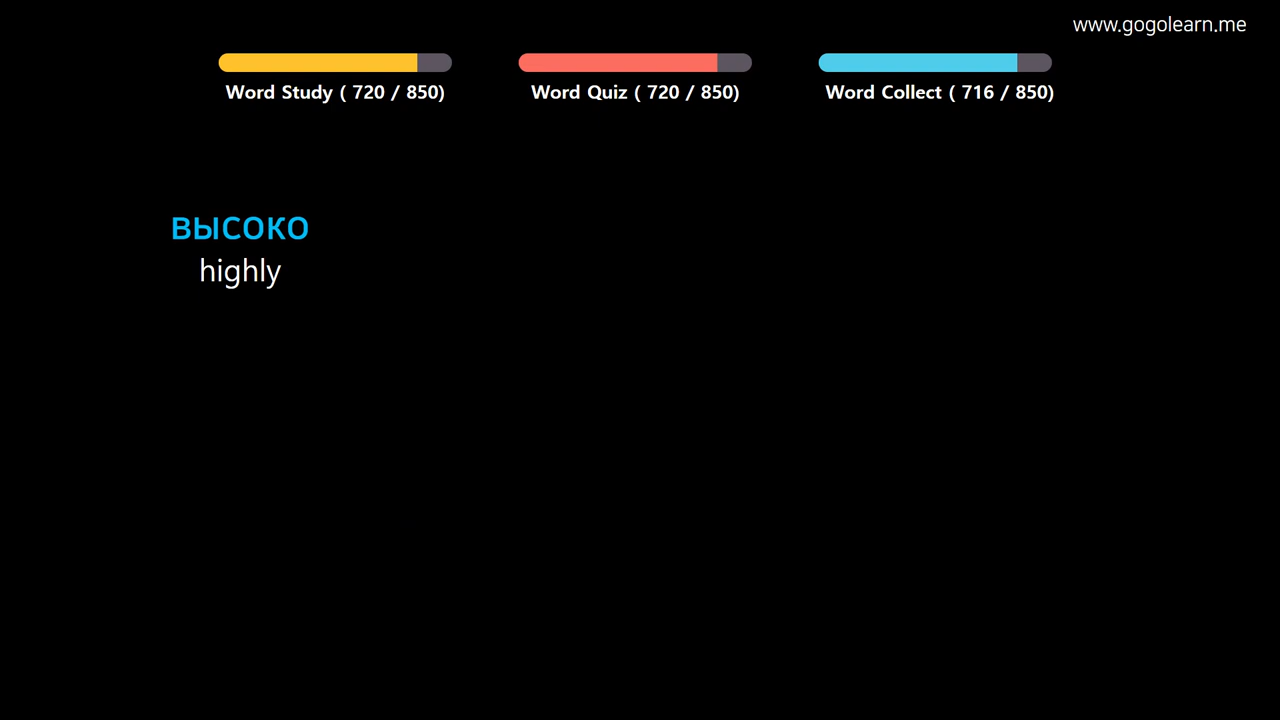 www.gogolearn.me
Word Study ( 720 / 850)
Word Quiz ( 720 / 850)
Word Collect ( 716 / 850)
высоко
highly